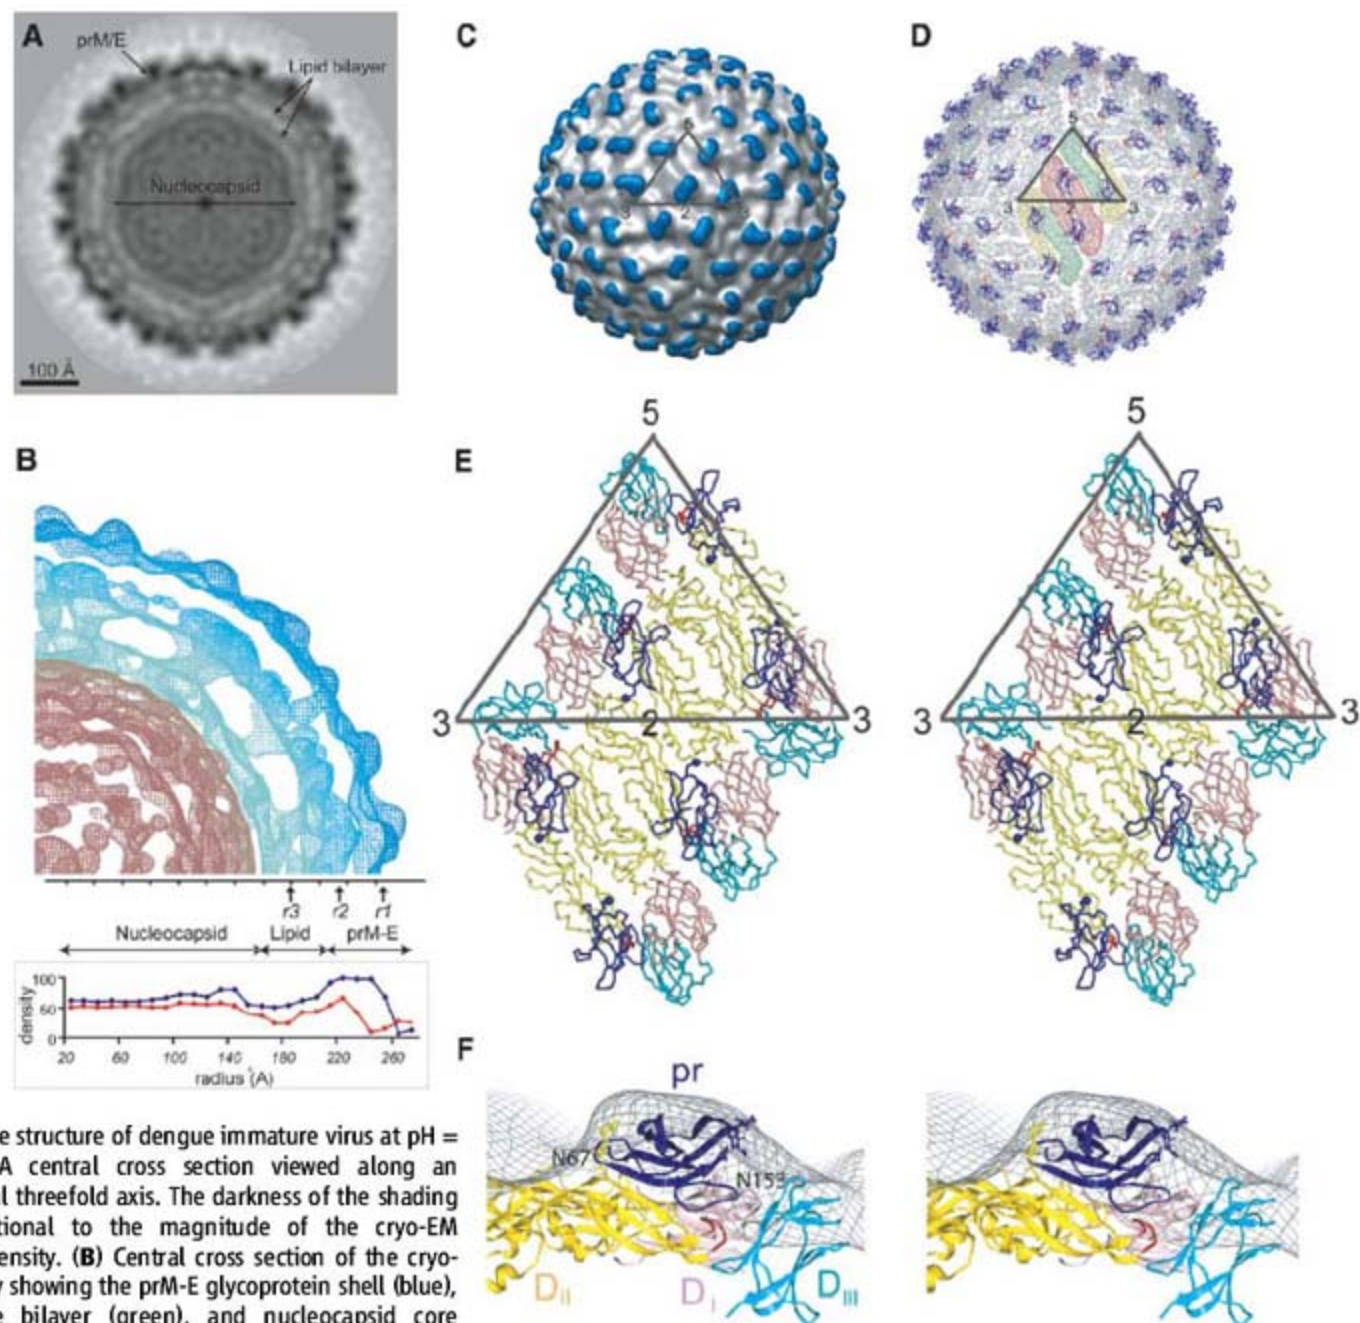 A
prM/E
Lipid bilayer
Nucleocapsid
100 Å
C
5
3
2
D
5
3
2
3
B
r3
r2
r1
Nucleocapsid
Lipid
prM-E
100
50
0
density
20
60
100
140
180
220
260
radius (Å)
E
5
3
2
3
5
3
2
3
F
pr
N67
N153
DII
DI
DIII
e structure of dengue immature virus at pH =
A central cross section viewed along an
l threefold axis. The darkness of the shading
tional to the magnitude of the cryo-EM
ensity. (B) Central cross section of the cryo-
y showing the prM-E glycoprotein shell (blue),
e bilayer (green), and nucleocapsid core